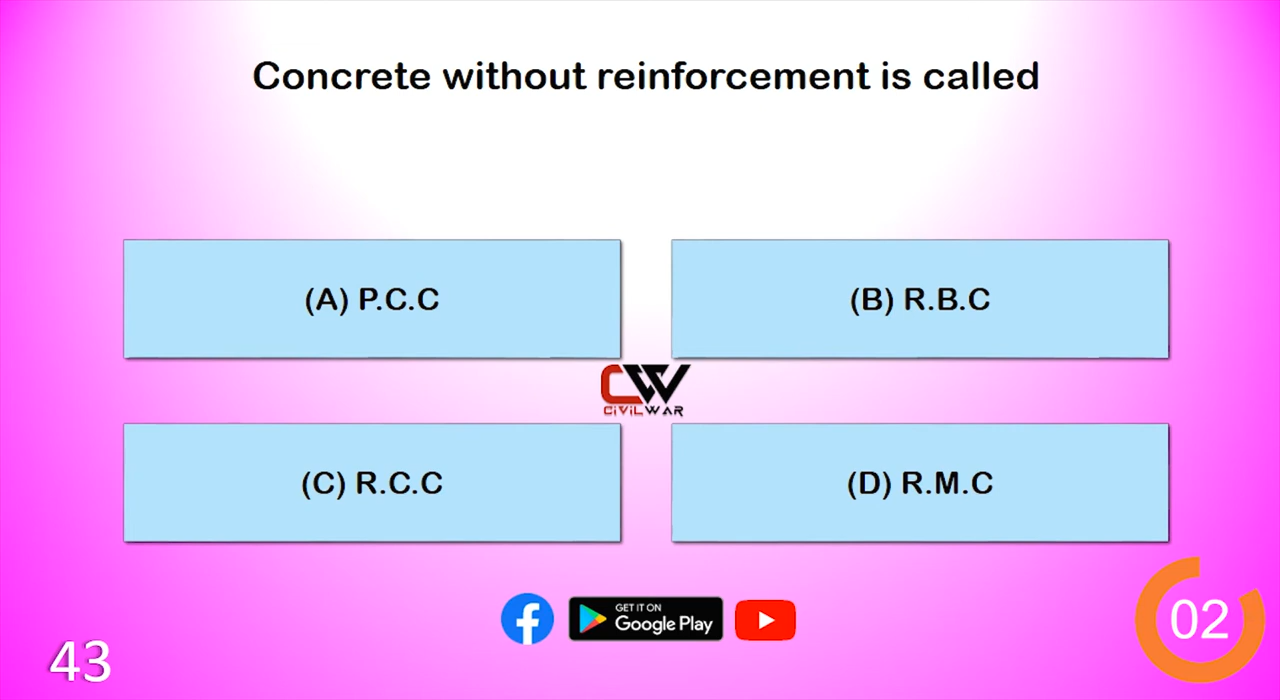 Concrete without reinforcement is called
(A) P.C.C
(B) R.B.C
CW
CiViLWAR
(C) R.C.C
(D) R.M.C
GET IT ON
Google Play
02
43